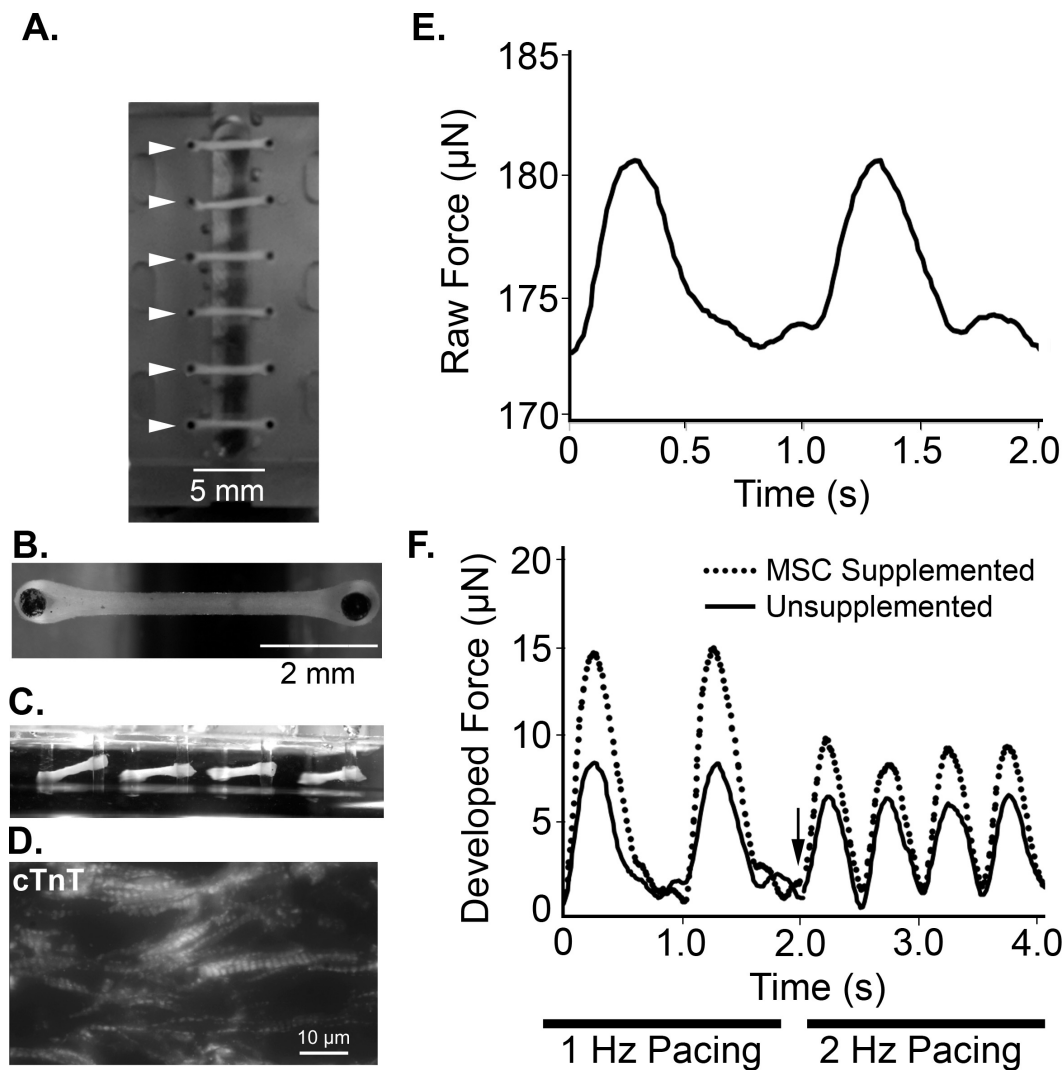 A.
5 mm
B.
2 mm
C.
D.
cTnT
10 µm
E.
Raw Force (µN)
185
180
175
170
0 0.5 1.0 1.5 2.0
Time (s)
F.
Developed Force (µN)
20
15
10
5
0
MSC Supplemented
Unsupplemented
0 1.0 2.0 3.0 4.0
Time (s)
1 Hz Pacing 2 Hz Pacing